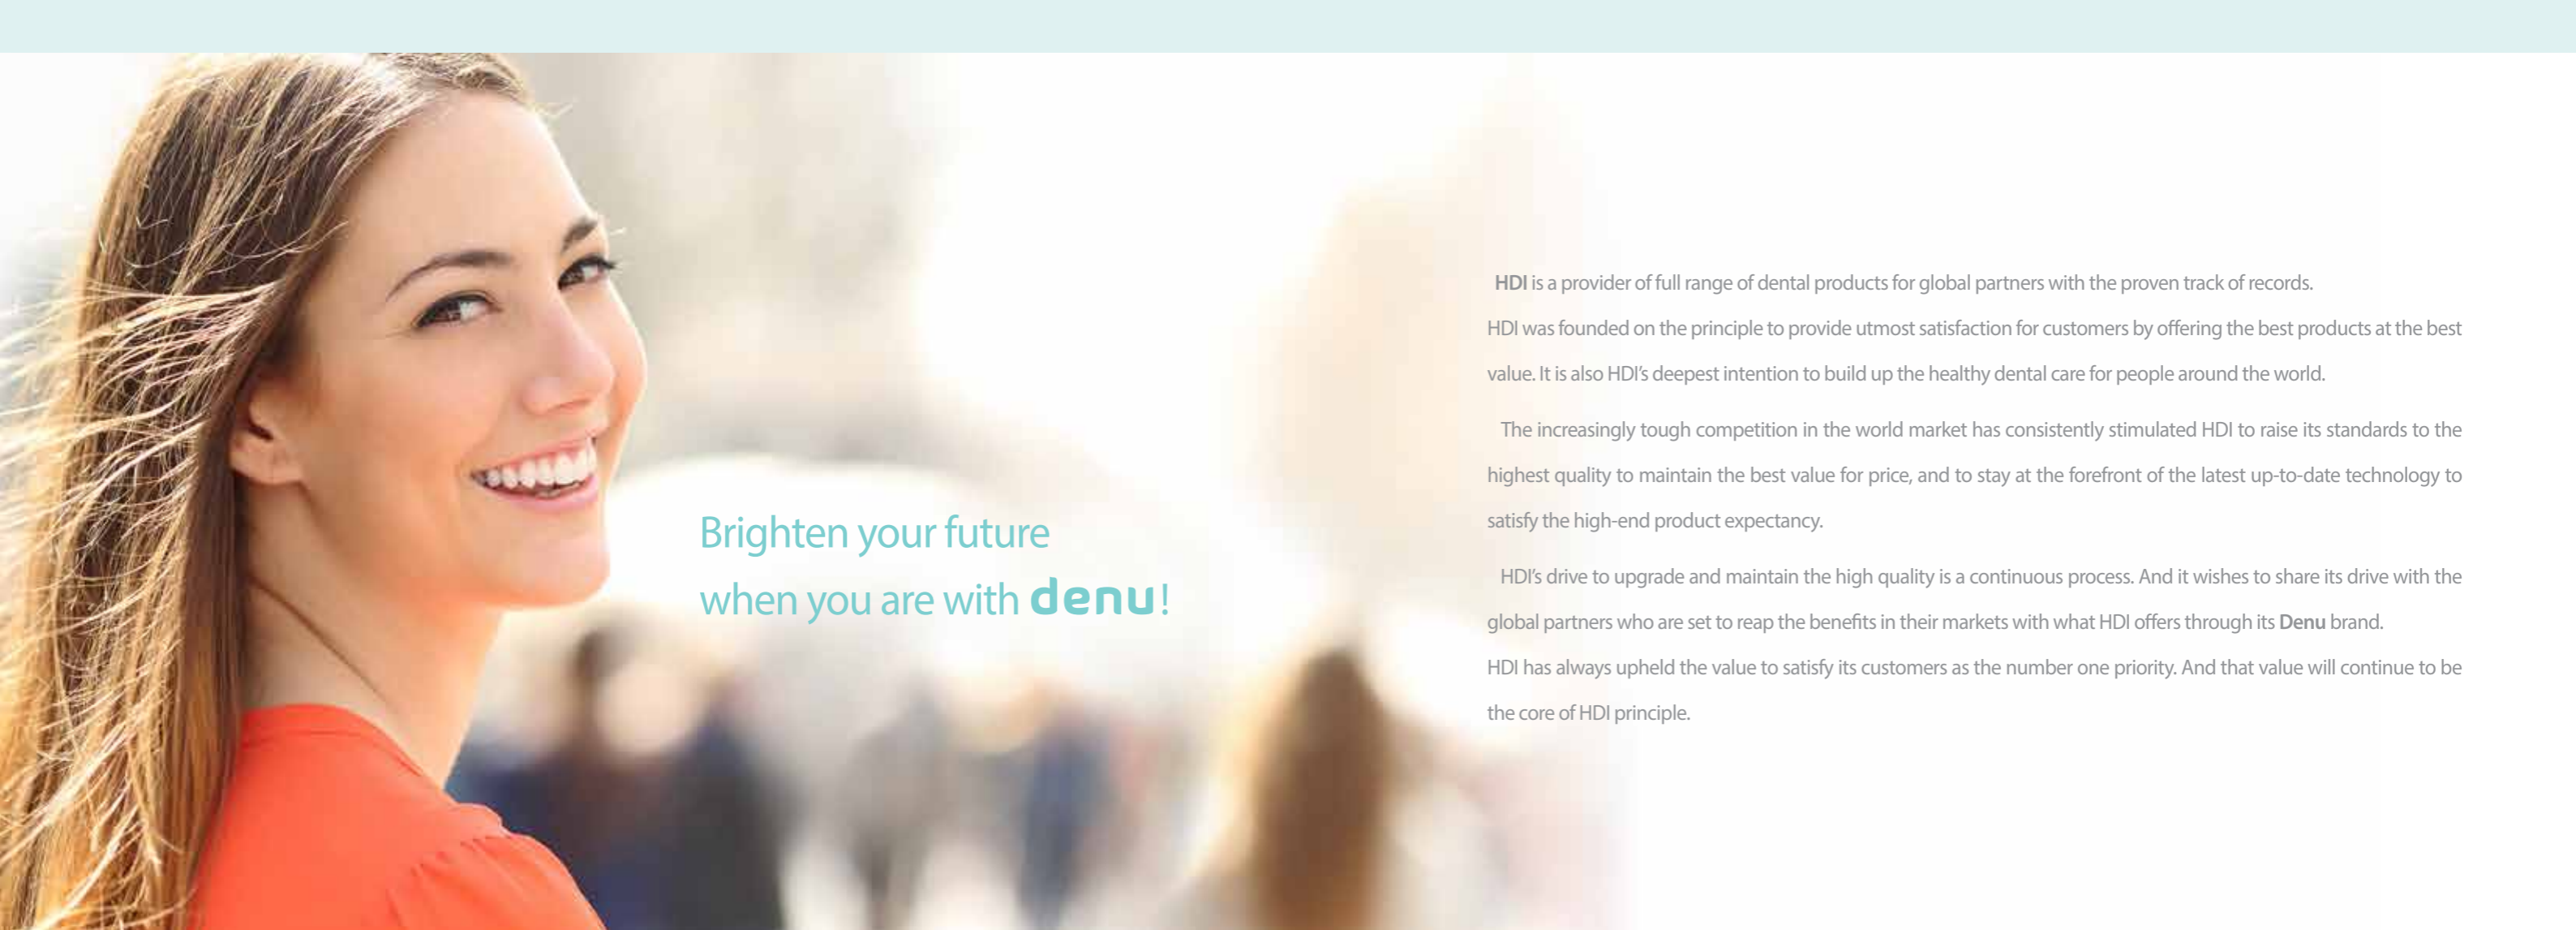 Brighten your future
when you are with denu!
HDI is a provider of full range of dental products for global partners with the proven track of records.
HDI was founded on the principle to provide utmost satisfaction for customers by offering the best products at the best
value. It is also HDI's deepest intention to build up the healthy dental care for people around the world.
The increasingly tough competition in the world market has consistently stimulated HDI to raise its standards to the
highest quality to maintain the best value for price, and to stay at the forefront of the latest up-to-date technology to
satisfy the high-end product expectancy.
HDI's drive to upgrade and maintain the high quality is a continuous process. And it wishes to share its drive with the
global partners who are set to reap the benefits in their markets with what HDI offers through its Denu brand.
HDI has always upheld the value to satisfy its customers as the number one priority. And that value will continue to be
the core of HDI principle.